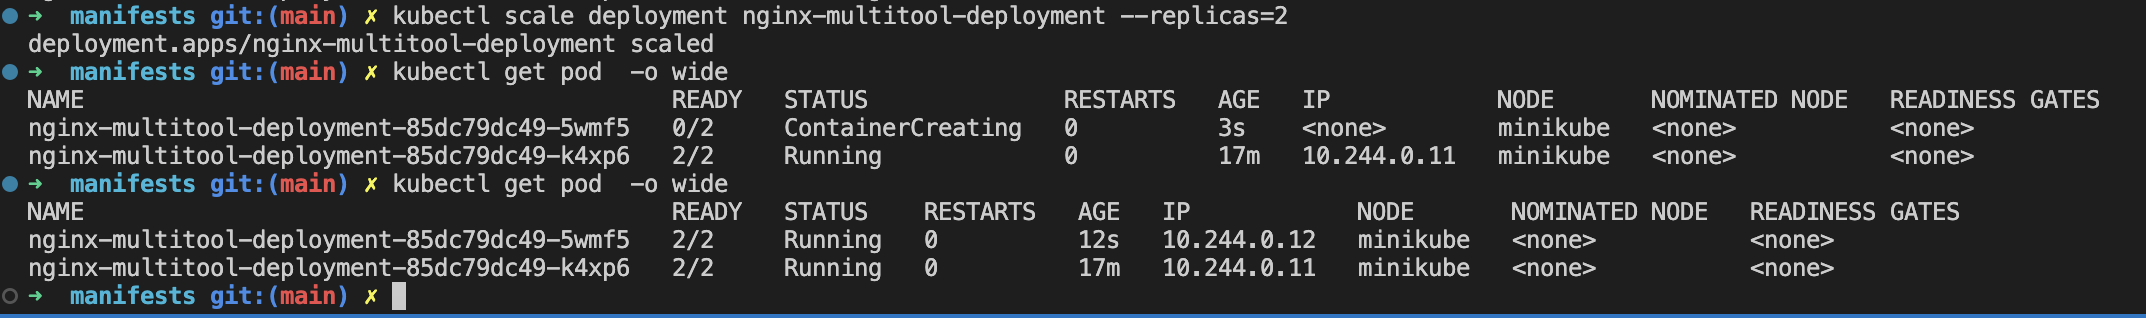 ➜  manifests git:(main) ✗ kubectl scale deployment nginx-multitool-deployment --replicas=2
deployment.apps/nginx-multitool-deployment scaled
➜  manifests git:(main) ✗ kubectl get pod  -o wide
NAME                                          READY   STATUS              RESTARTS   AGE   IP            NODE       NOMINATED NODE   READINESS GATES
nginx-multitool-deployment-85dc79dc49-5wmf5   0/2     ContainerCreating   0          3s    <none>        minikube   <none>           <none>
nginx-multitool-deployment-85dc79dc49-k4xp6   2/2     Running             0          17m   10.244.0.11   minikube   <none>           <none>
➜  manifests git:(main) ✗ kubectl get pod  -o wide
NAME                                          READY   STATUS    RESTARTS   AGE   IP            NODE       NOMINATED NODE   READINESS GATES
nginx-multitool-deployment-85dc79dc49-5wmf5   2/2     Running   0          12s   10.244.0.12   minikube   <none>           <none>
nginx-multitool-deployment-85dc79dc49-k4xp6   2/2     Running   0          17m   10.244.0.11   minikube   <none>           <none>
➜  manifests git:(main) ✗